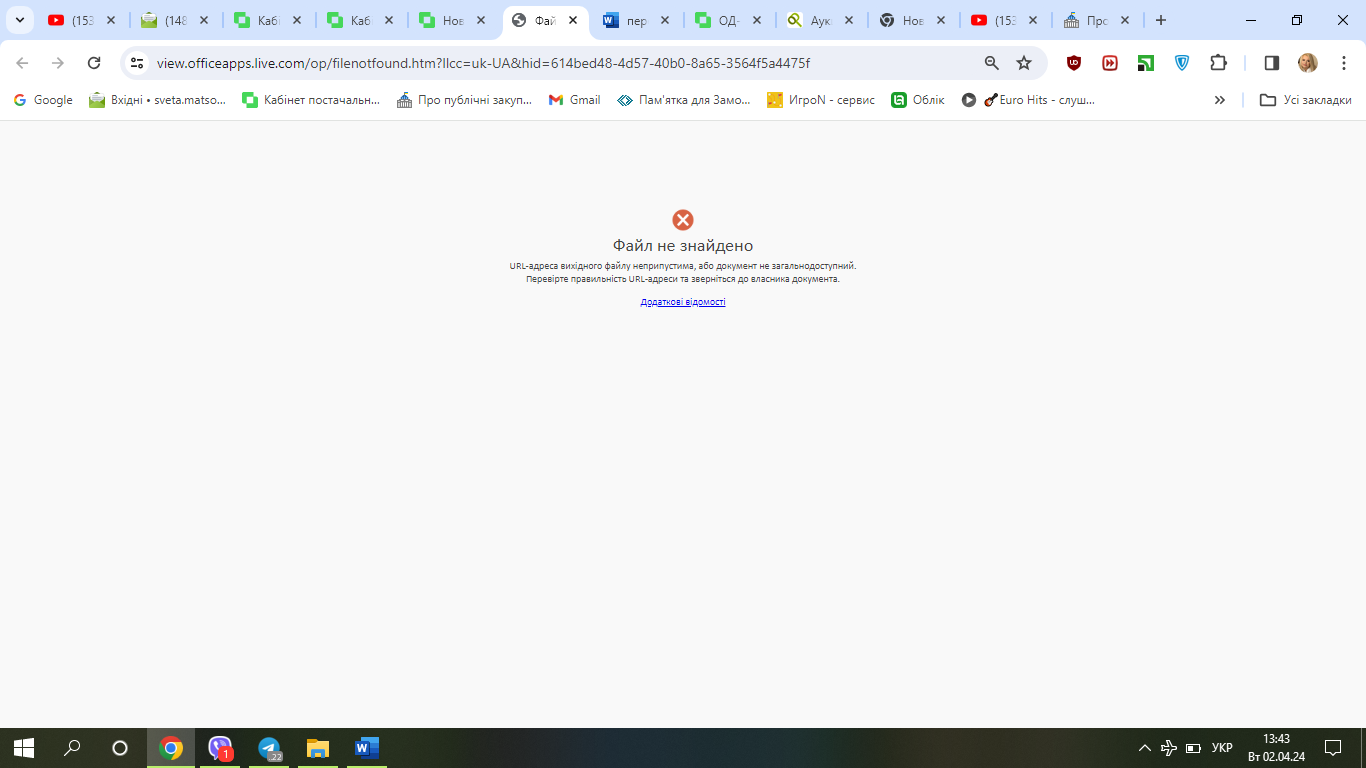 (153
(148
Кабі
Кабі
Нов
Фай
пер
ОД-
Аук
Нов
(153
Про
view.officeapps.live.com/op/filenotfound.htm?llcc=uk-UA&hid=614bed48-4d57-40b0-8a65-3564f5a4475f
Google
Вхідні • sveta.matso...
Кабінет постачальн...
Про публічні закуп...
Gmail
Пам'ятка для Замо...
ИгроN - сервис
Облік
Euro Hits - слуш...
Усі закладки
Файл не знайдено
URL-адреса вихідного файлу неприпустима, або документ не загальнодоступний.
Перевірте правильність URL-адреси та зверніться до власника документа.
Додаткові відомості
1
22
УКР
13:43
Вт 02.04.24